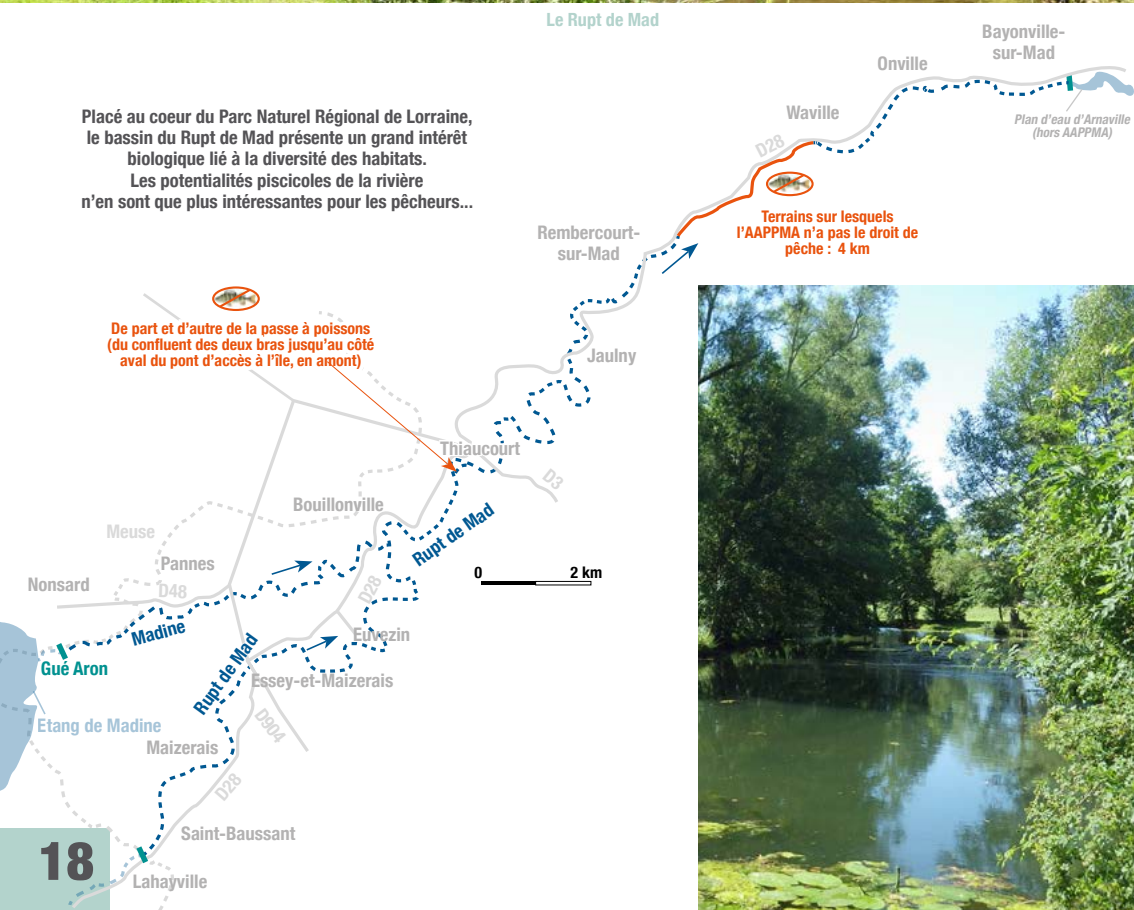 Le Rupt de Mad
Placé au coeur du Parc Naturel Régional de Lorraine,
le bassin du Rupt de Mad présente un grand intérêt
biologique lié à la diversité des habitats.
Les potentialités piscicoles de la rivière
n'en sont que plus intéressantes pour les pêcheurs...
Bayonville-
sur-Mad
Onville
Waville
Plan d'eau d'Arnaville
(hors AAPPMA)
D28
Terrains sur lesquels
l'AAPPMA n'a pas le droit de
pêche : 4 km
Rembercourt-
sur-Mad
De part et d'autre de la passe à poissons
(du confluent des deux bras jusqu'au côté
aval du pont d'accès à l'île, en amont)
Jaulny
Thiaucourt
D3
Bouillonville
Rupt de Mad
Meuse
Pannes
Nonsard
D48
D28
0 2 km
Madine
Euvezin
Gué Aron
Rupt de Mad
Essey-et-Maizerais
Etang de Madine
D904
Maizerais
D28
Saint-Baussant
18
Lahayville